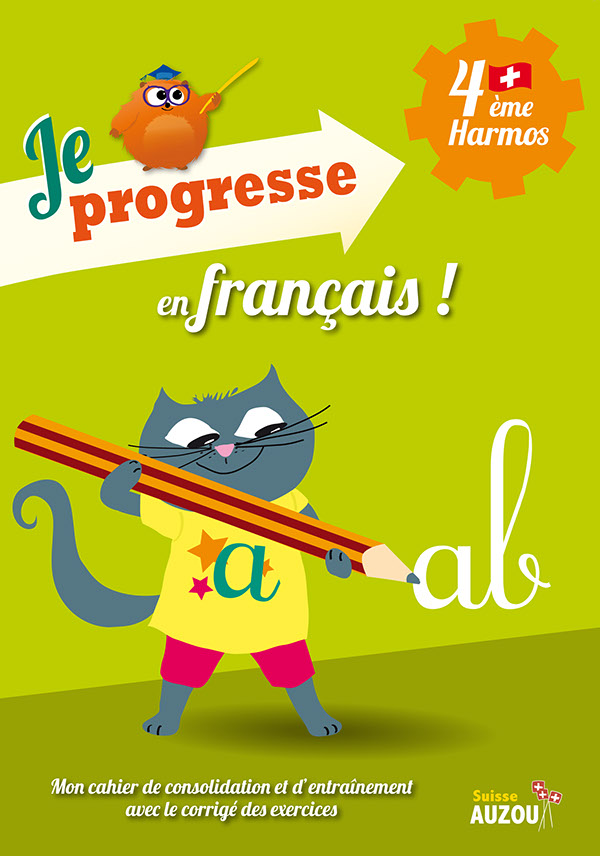 Je
progresse
en français !
4ème
Harmos
a
ab
Mon cahier de consolidation et d'entraînement
avec le corrigé des exercices
Suisse
AUZOU